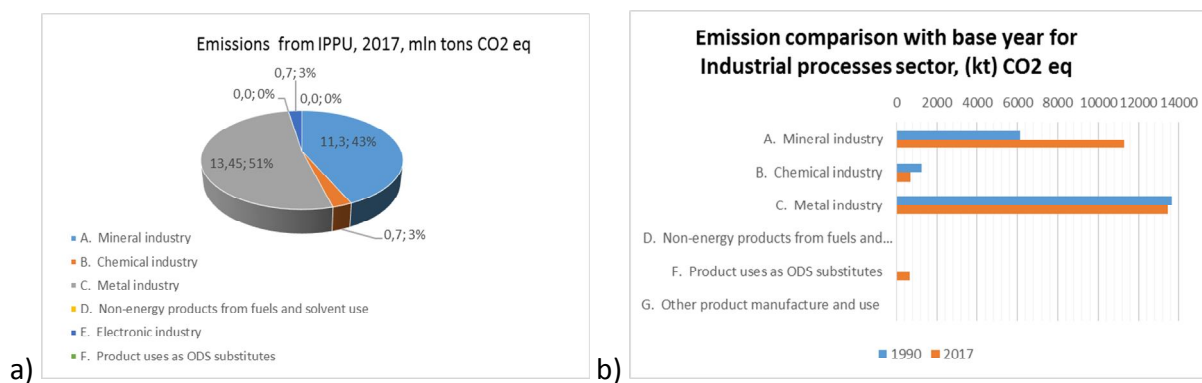 Emissions from IPPU, 2017, mln tons CO2 eq
0,7; 3%
0,0; 0%
0,0; 0%
11,3; 43%
13,45; 51%
0,7; 3%
A. Mineral industry
B. Chemical industry
C. Metal industry
D. Non-energy products from fuels and solvent use
E. Electronic industry
F. Product uses as ODS substitutes
a)
Emission comparison with base year for
Industrial processes sector, (kt) CO2 eq
0 2000 4000 6000 8000 10000 12000 14000
A. Mineral industry
B. Chemical industry
C. Metal industry
D. Non-energy products from fuels and...
F. Product uses as ODS substitutes
G. Other product manufacture and use
1990 2017
b)